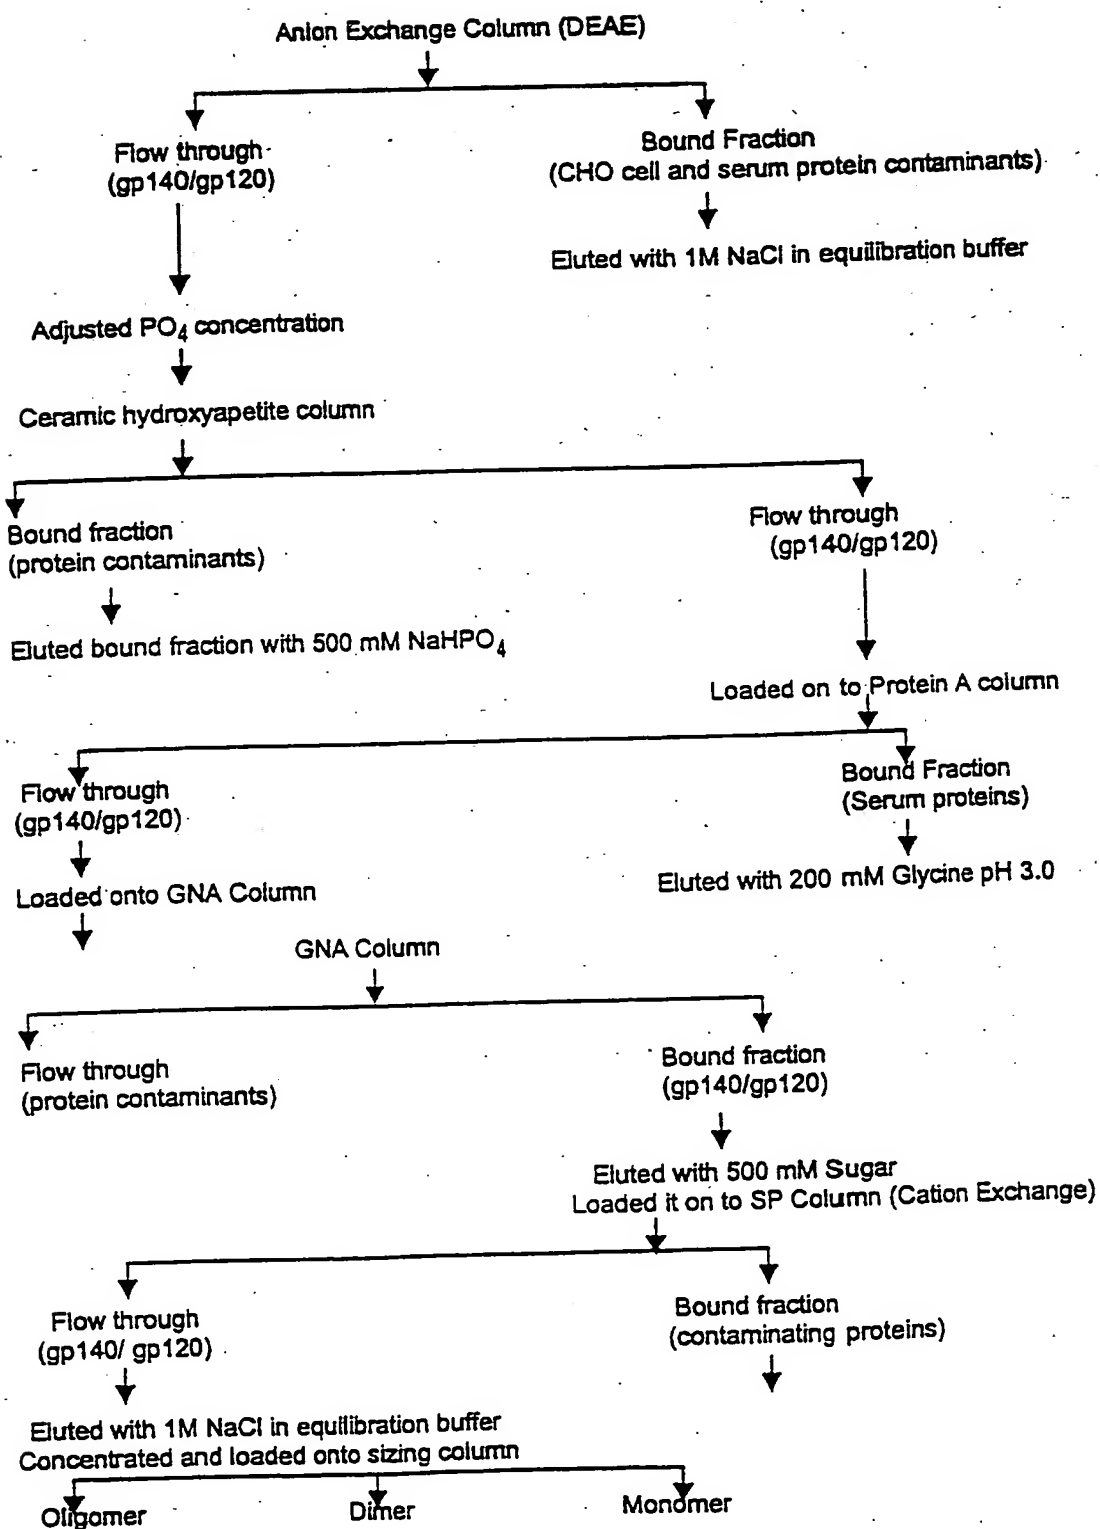 Anion Exchange Column (DEAE)
Flow through
(gp140/gp120)
Bound Fraction
(CHO cell and serum protein contaminants)
Eluted with 1M NaCl in equilibration buffer
Adjusted PO4 concentration
Ceramic hydroxyapetite column
Bound fraction
(protein contaminants)
Eluted bound fraction with 500 mM NaHPO4
Flow through
(gp140/gp120)
Loaded on to Protein A column
Flow through
(gp140/gp120)
Loaded onto GNA Column
Bound Fraction
(Serum proteins)
Eluted with 200 mM Glycine pH 3.0
GNA Column
Flow through
(protein contaminants)
Bound fraction
(gp140/gp120)
Eluted with 500 mM Sugar
Loaded it on to SP Column (Cation Exchange)
Flow through
(gp140/ gp120)
Bound fraction
(contaminating proteins)
Eluted with 1M NaCl in equilibration buffer
Concentrated and loaded onto sizing column
Oligomer
Dimer
Monomer